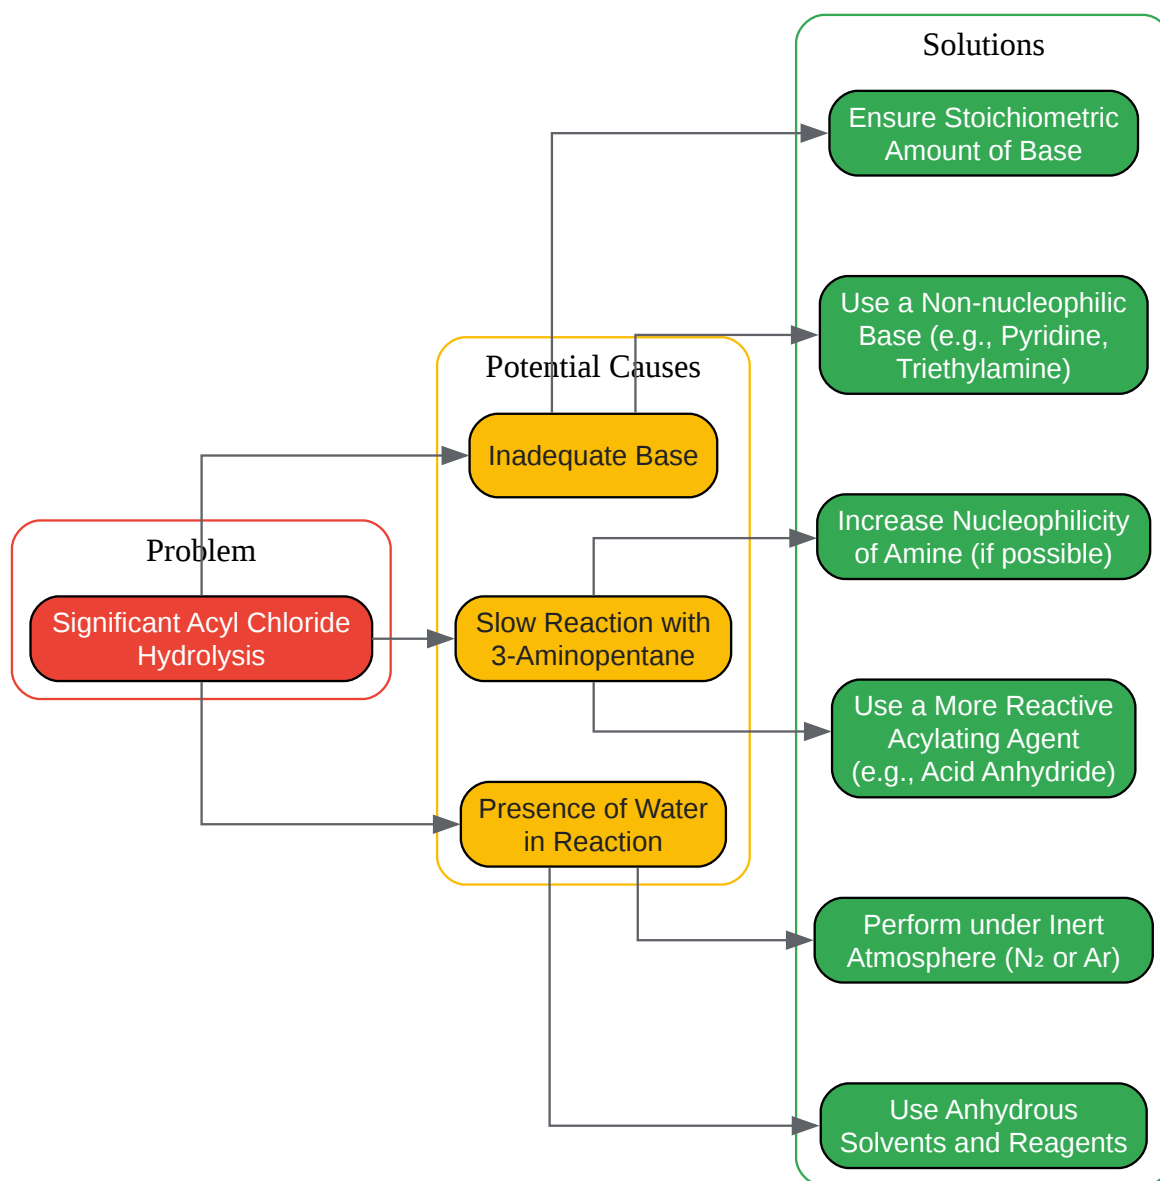 Problem
Significant Acyl Chloride
Hydrolysis
Potential Causes
Inadequate Base
Slow Reaction with
3-Aminopentane
Presence of Water
in Reaction
Solutions
Ensure Stoichiometric
Amount of Base
Use a Non-nucleophilic
Base (e.g., Pyridine,
Triethylamine)
Increase Nucleophilicity
of Amine (if possible)
Use a More Reactive
Acylating Agent
(e.g., Acid Anhydride)
Perform under Inert
Atmosphere (N₂ or Ar)
Use Anhydrous
Solvents and Reagents